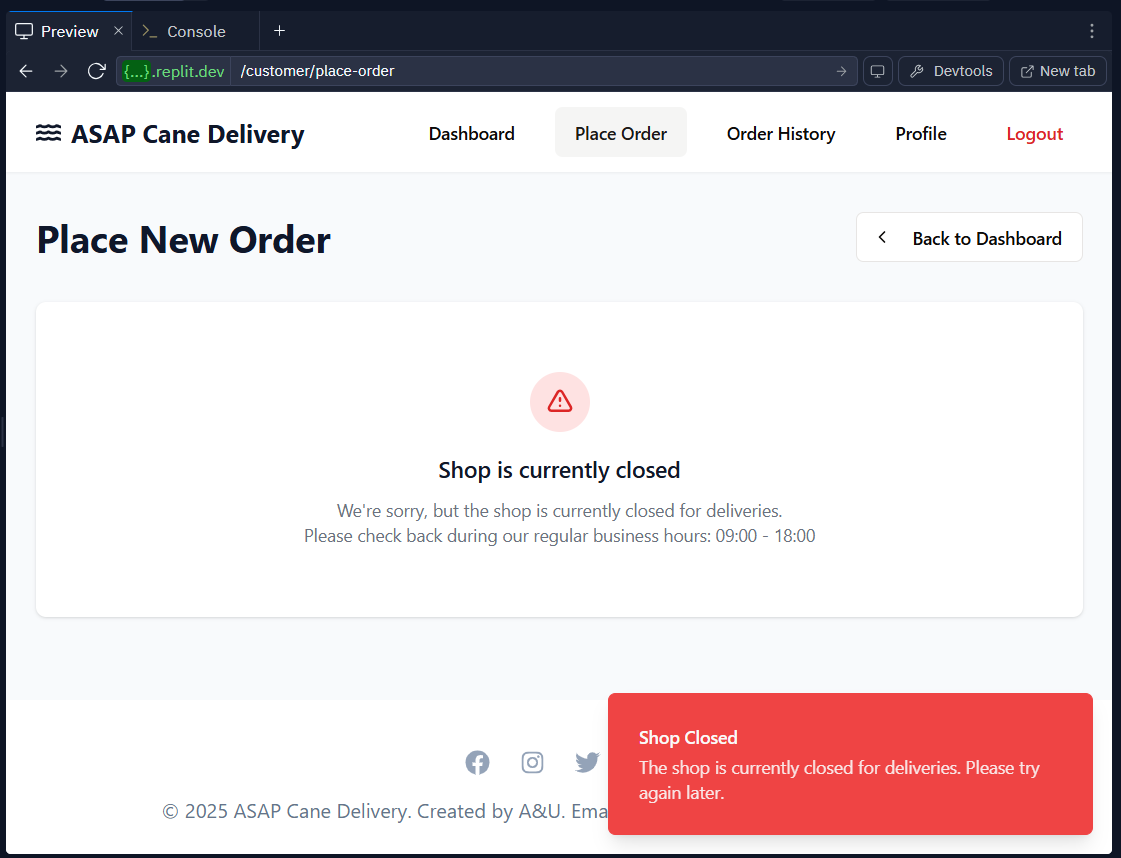 Preview
Console
{...}.replit.dev /customer/place-order
Devtools
New tab
ASAP Cane Delivery
Dashboard
Place Order
Order History
Profile
Logout
Place New Order
Back to Dashboard
Shop is currently closed
We're sorry, but the shop is currently closed for deliveries.
Please check back during our regular business hours: 09:00 - 18:00
Shop Closed
The shop is currently closed for deliveries. Please try
again later.
© 2025 ASAP Cane Delivery. Created by A&U. Ema